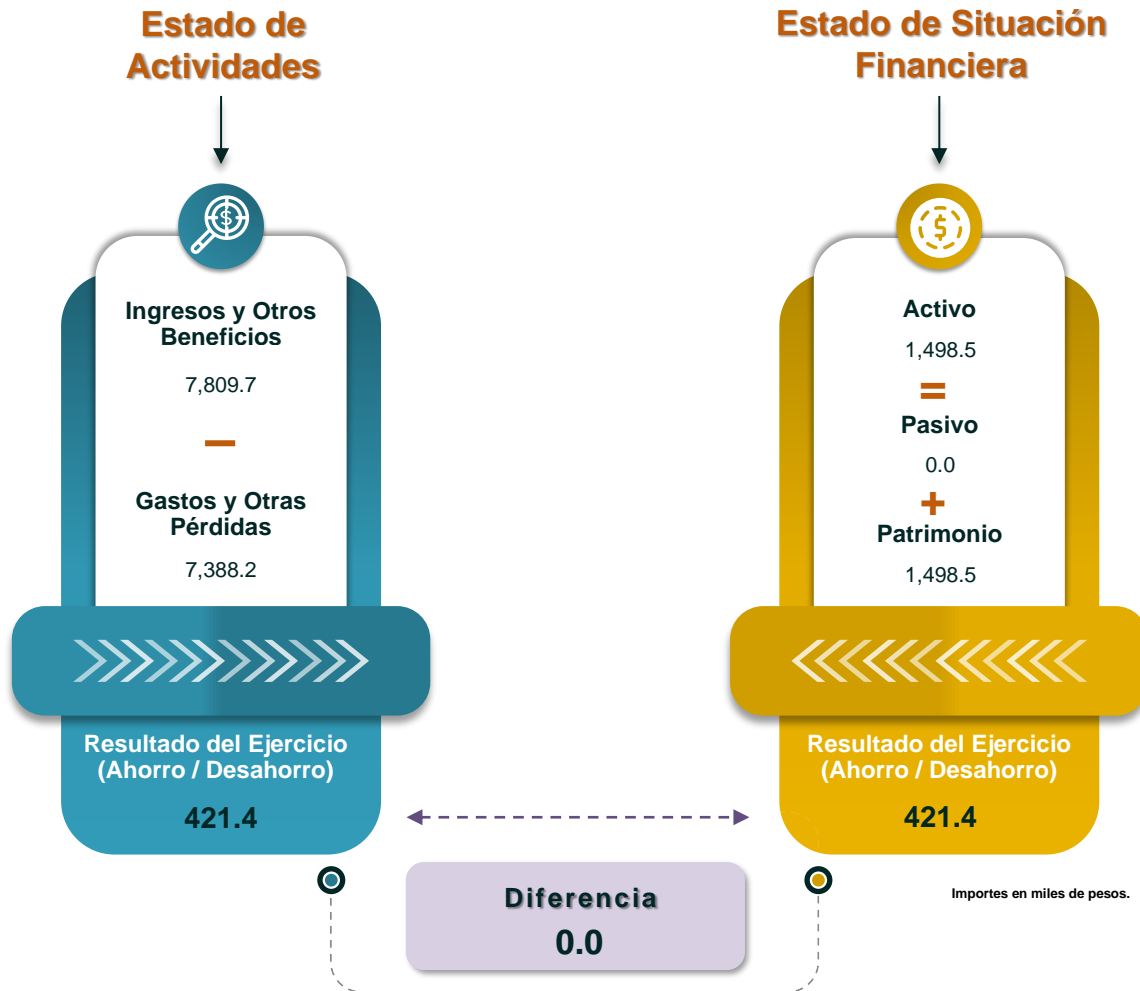 Estado de
Actividades
Ingresos y Otros
Beneficios
7,809.7
–
Gastos y Otras
Pérdidas
7,388.2
Resultado del Ejercicio
(Ahorro / Desahorro)
421.4
Estado de Situación
Financiera
$
Activo
1,498.5
=
Pasivo
0.0
+
Patrimonio
1,498.5
Resultado del Ejercicio
(Ahorro / Desahorro)
421.4
Diferencia
0.0
Importes en miles de pesos.